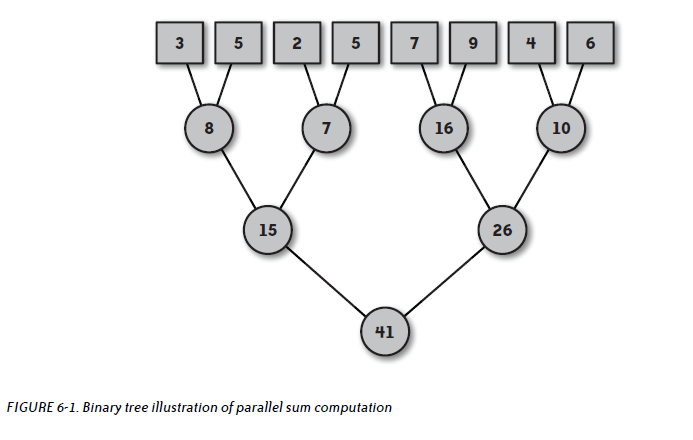 3 5 2 5 7 9 4 6
8 7 16 10
15 26
41
FIGURE 6-1. Binary tree illustration of parallel sum computation